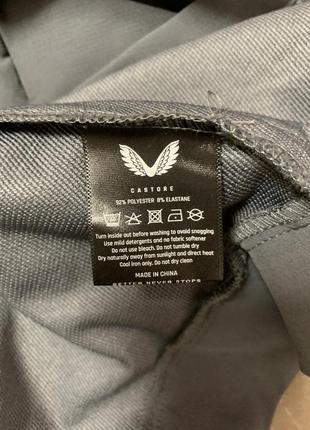 CASTORE
92% POLYESTER 8% ELASTANE
Turn inside out before washing to avoid snagging
Use mild detergents and no fabric softener
Do not use bleach. Do not tumble dry
Dry naturally away from sunlight and direct heat
Cool iron only. Do not dry clean
MADE IN CHINA
BETTER NEVER STOPS